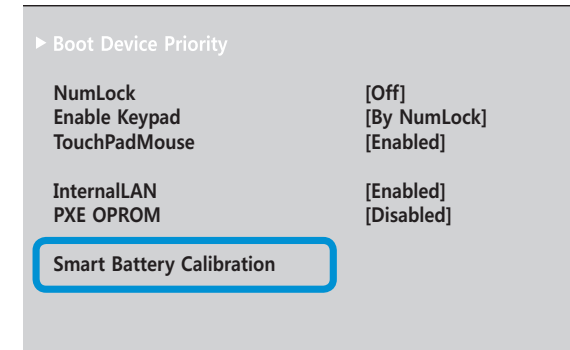 ▶ Boot Device Priority
NumLock [Off]
Enable Keypad [By NumLock]
TouchPadMouse [Enabled]
InternalLAN [Enabled]
PXE OPROM [Disabled]
Smart Battery Calibration